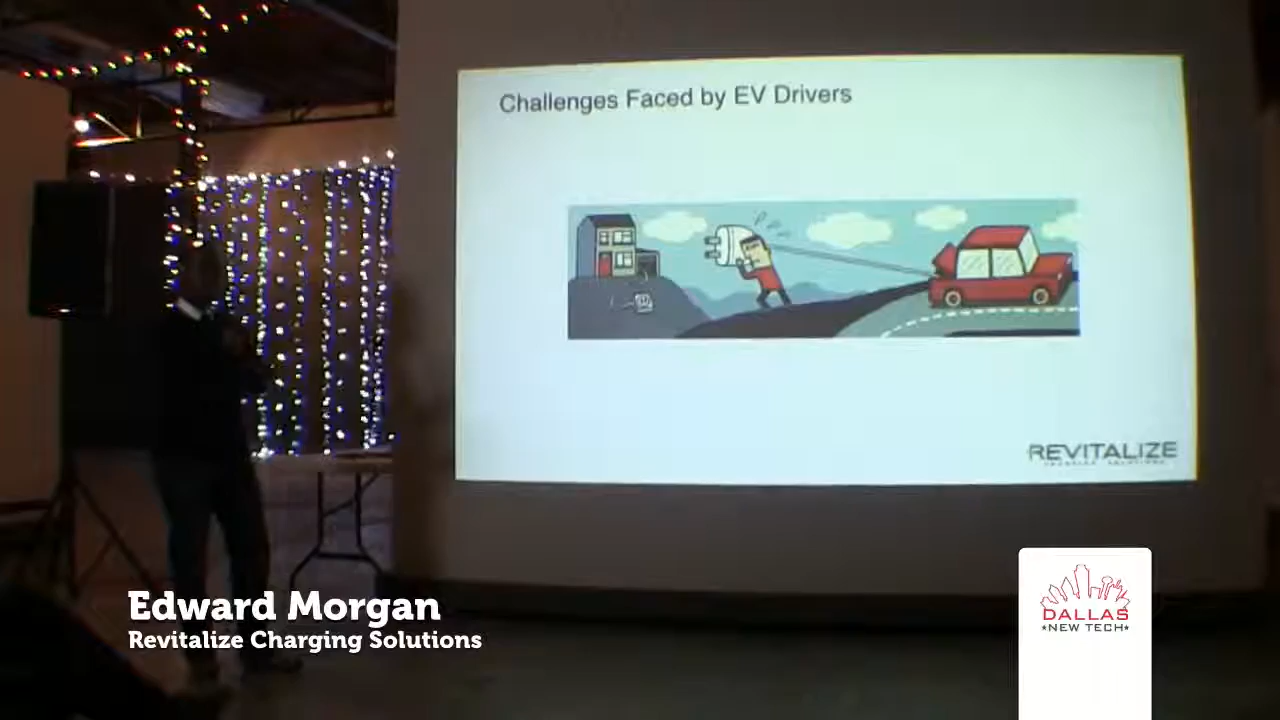 Challenges Faced by EV Drivers
REVITALIZE
Edward Morgan
Revitalize Charging Solutions
DALLAS
★NEW TECH★